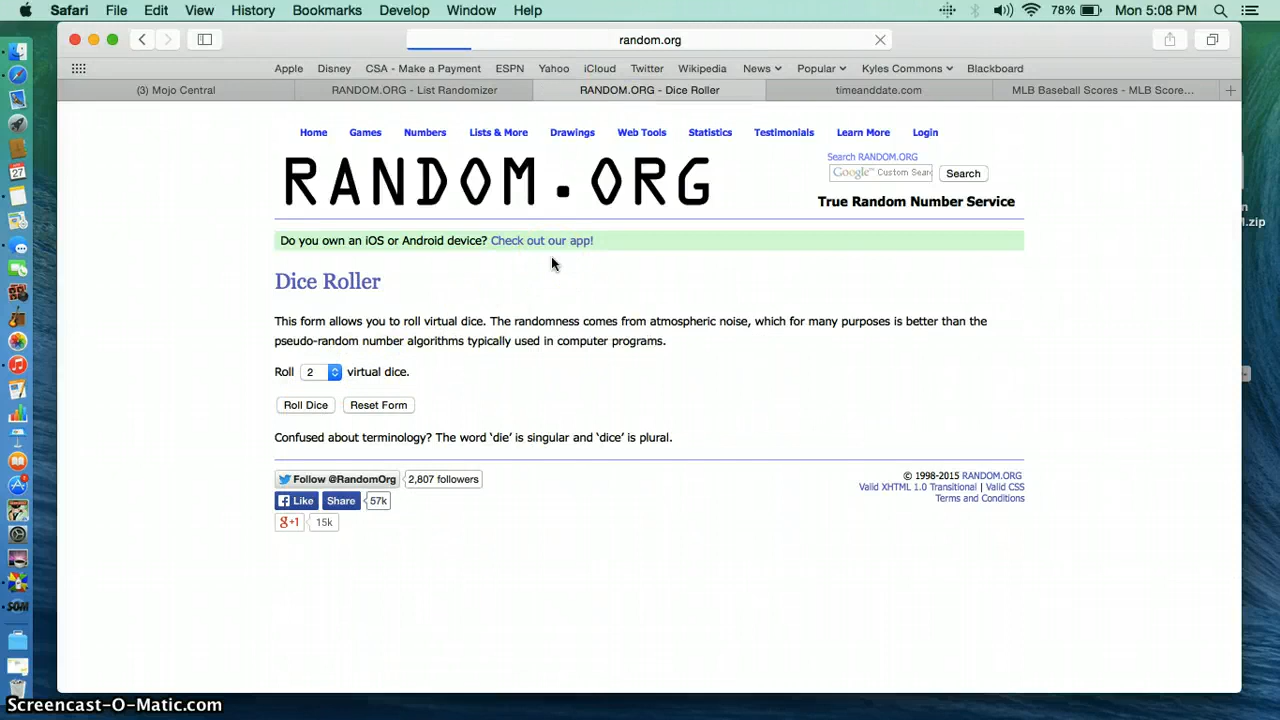 Safari File Edit View History Bookmarks Develop Window Help 78% Mon 5:08 PM
random.org
Apple Disney CSA - Make a Payment ESPN Yahoo iCloud Twitter Wikipedia News Popular Kyles Commons Blackboard
(3) Mojo Central RANDOM.ORG - List Randomizer RANDOM.ORG - Dice Roller timeanddate.com MLB Baseball Scores - MLB Score...
Home Games Numbers Lists & More Drawings Web Tools Statistics Testimonials Learn More Login
RANDOM.ORG
Search RANDOM.ORG
Google™ Custom Sear Search
True Random Number Service
Do you own an iOS or Android device? Check out our app!
Dice Roller
This form allows you to roll virtual dice. The randomness comes from atmospheric noise, which for many purposes is better than the
pseudo-random number algorithms typically used in computer programs.
Roll 2 virtual dice.
Roll Dice Reset Form
Confused about terminology? The word ‘die’ is singular and ‘dice’ is plural.
Follow @RandomOrg 2,807 followers
Like Share 57k
g+1 15k
© 1998-2015 RANDOM.ORG
Valid XHTML 1.0 Transitional | Valid CSS
Terms and Conditions
27
SOM
M.zip
Screencast-O-Matic.com